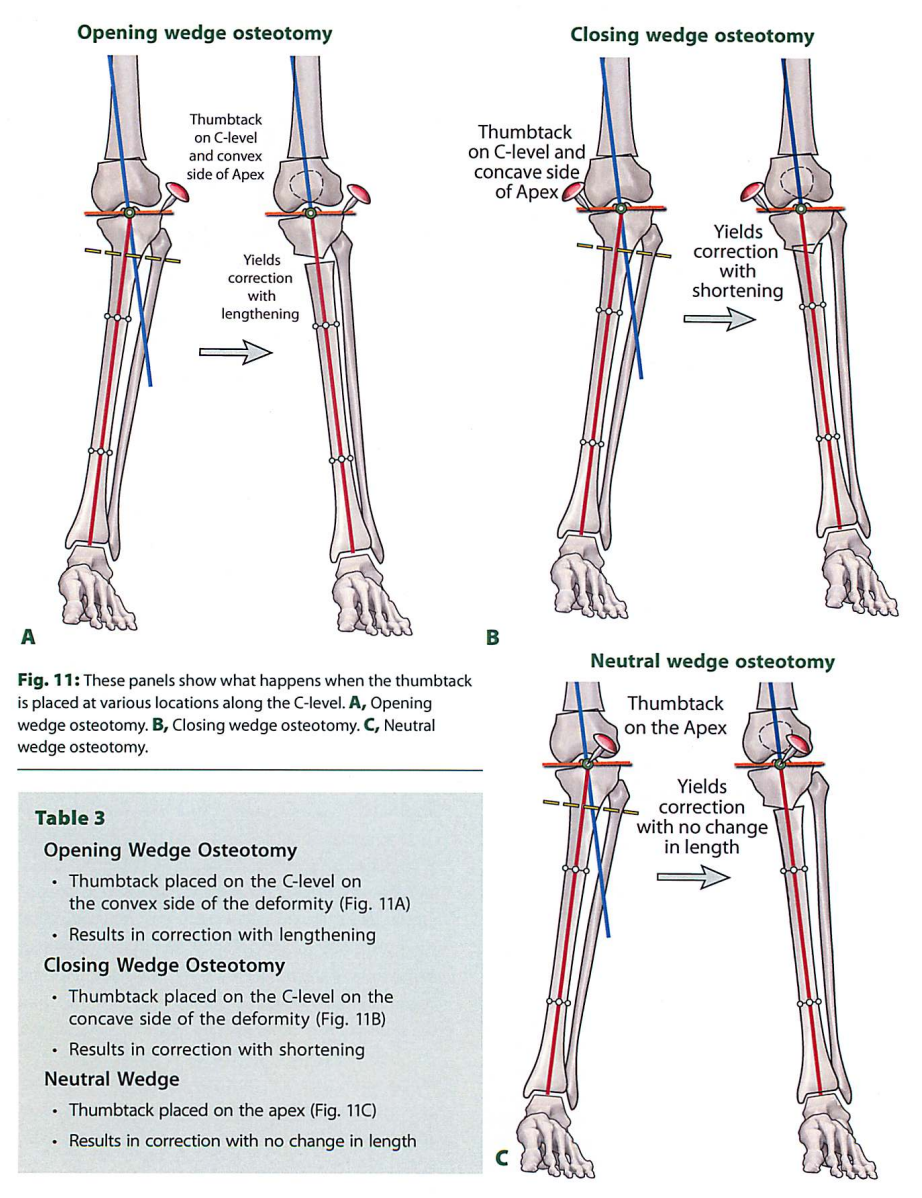 Opening wedge osteotomy
Thumbtack
on C-level
and convex
side of Apex
Yields
correction
with
lengthening
A
Closing wedge osteotomy
Thumbtack
on C-level and
concave side
of Apex
Yields
correction
with
shortening
B
Fig. 11: These panels show what happens when the thumbtack
is placed at various locations along the C-level. A, Opening
wedge osteotomy. B, Closing wedge osteotomy. C, Neutral
wedge osteotomy.
Neutral wedge osteotomy
Thumbtack
on the Apex
Yields
correction
with no change
in length
C
Table 3
Opening Wedge Osteotomy
• Thumbtack placed on the C-level on
the convex side of the deformity (Fig. 11A)
• Results in correction with lengthening
Closing Wedge Osteotomy
• Thumbtack placed on the C-level on the
concave side of the deformity (Fig. 11B)
• Results in correction with shortening
Neutral Wedge
• Thumbtack placed on the apex (Fig. 11C)
• Results in correction with no change in length